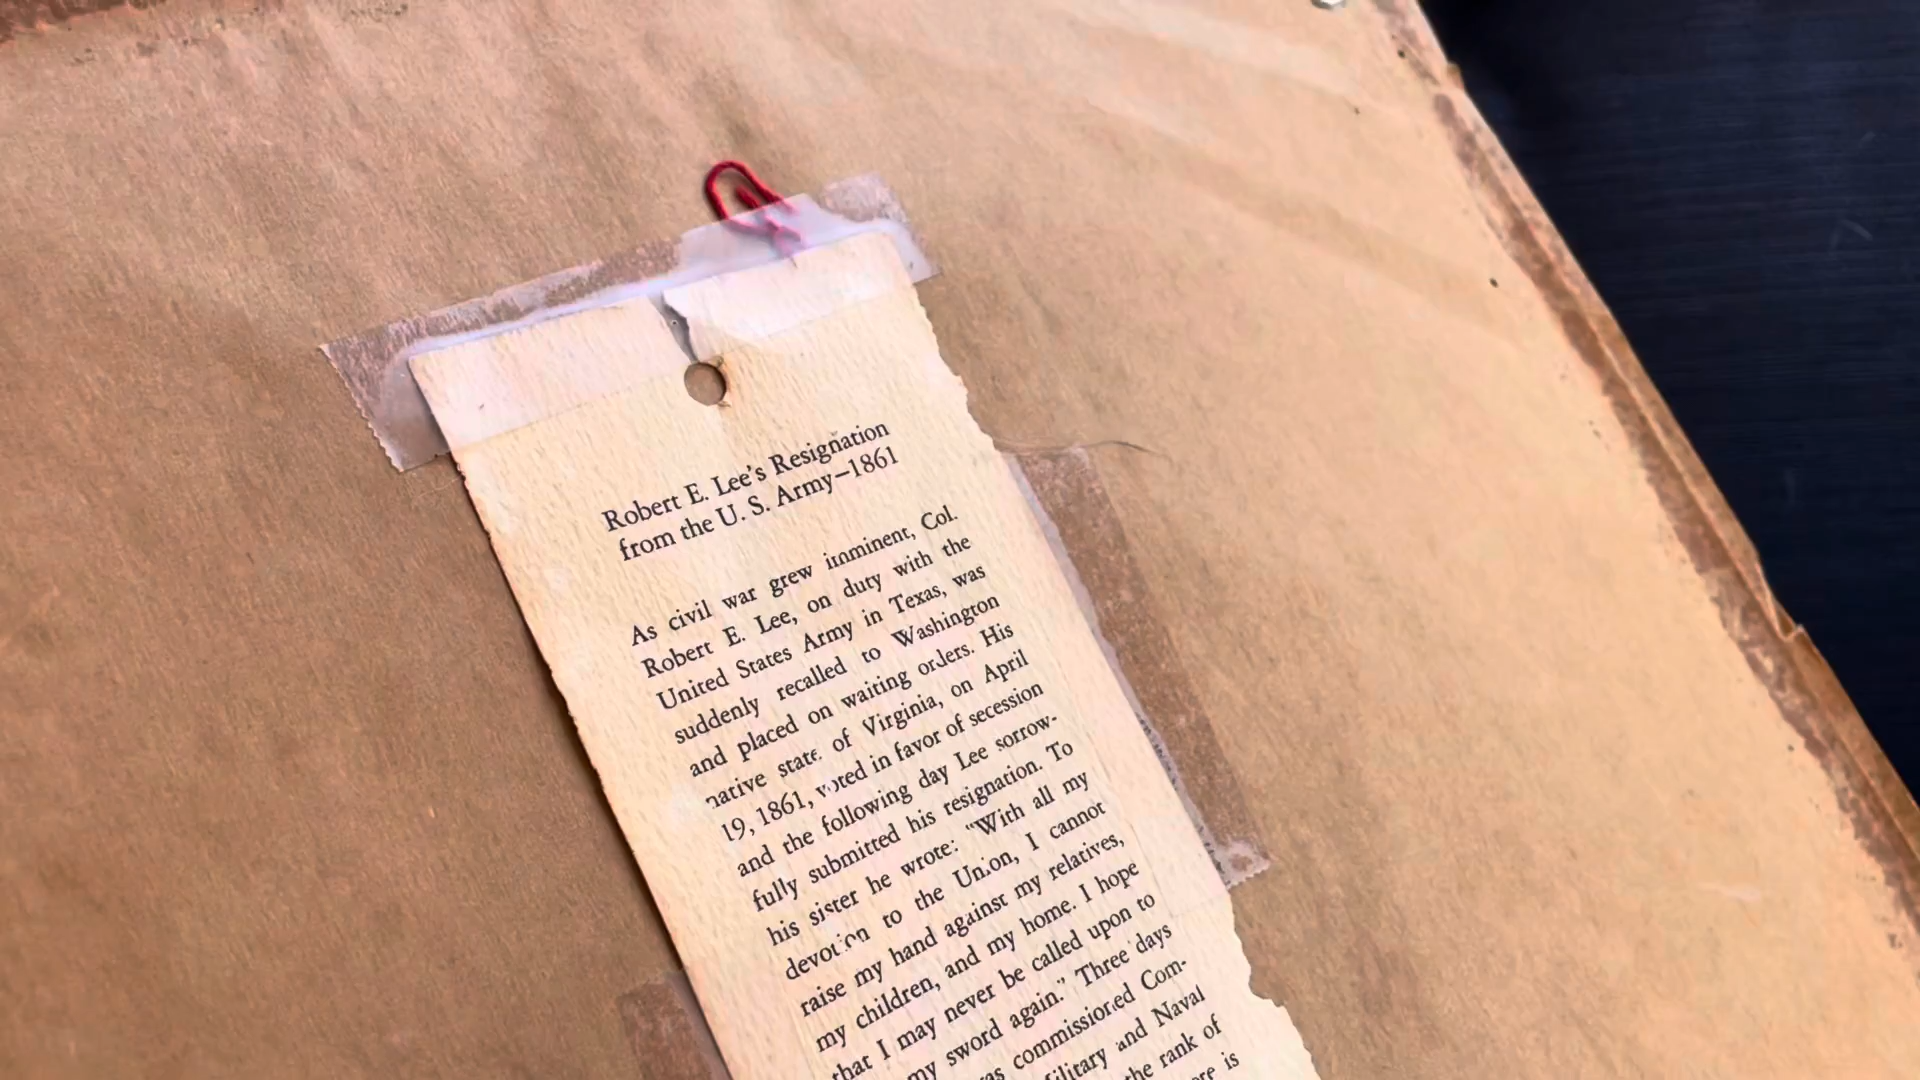 Robert E. Lee's Resignation
from the U. S. Army—1861
As civil war grew imminent, Col.
Robert E. Lee, on duty with the
United States Army in Texas, was
suddenly recalled to Washington
and placed on waiting orders. His
native state of Virginia, on April
19, 1861, voted in favor of secession
and the following day Lee sorrow-
fully submitted his resignation. To
his sister he wrote: "With all my
devotion to the Union, I cannot
raise my hand against my relatives,
my children, and my home. I hope
that I may never be called upon to
my sword again." Three days
commissioned Com-
and Naval
the rank of
is